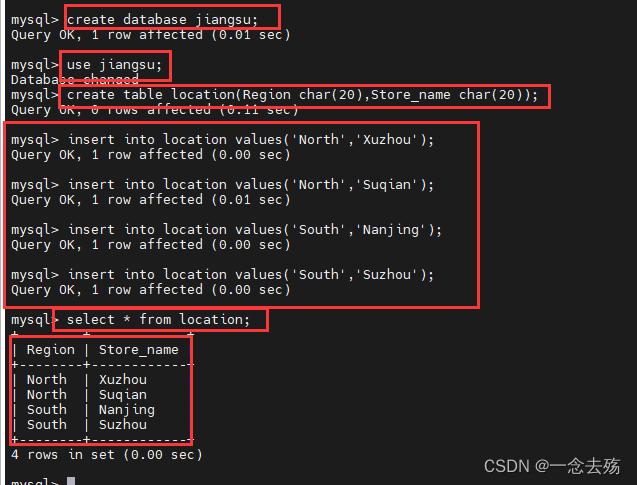 mysql> create database jiangsu;
Query OK, 1 row affected (0.01 sec)
mysql> use jiangsu;
Database changed
mysql> create table location(Region char(20),Store_name char(20));
Query OK, 0 rows affected (0.11 sec)
mysql> insert into location values('North','Xuzhou');
Query OK, 1 row affected (0.00 sec)
mysql> insert into location values('North','Suqian');
Query OK, 1 row affected (0.01 sec)
mysql> insert into location values('South','Nanjing');
Query OK, 1 row affected (0.00 sec)
mysql> insert into location values('South','Suzhou');
Query OK, 1 row affected (0.00 sec)
mysql> select * from location;
+--------+------------+
| Region | Store_name
+--------+------------+
| North  | Xuzhou
| North  | Suqian
| South  | Nanjing
| South  | Suzhou
+--------+------------+
4 rows in set (0.00 sec)
mysql>
CSDN @一念去殇